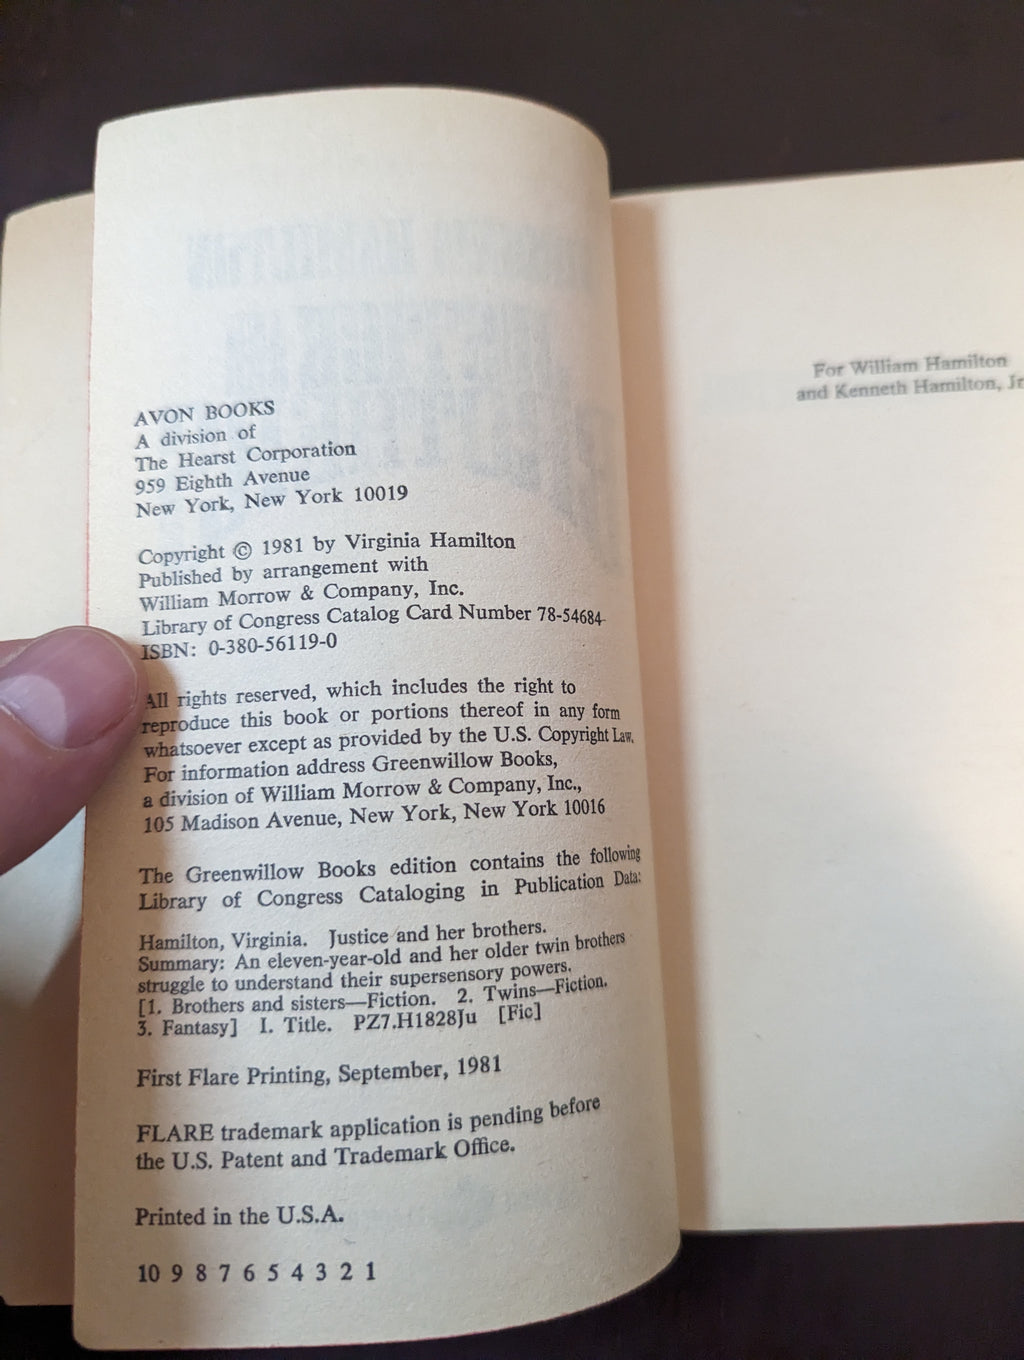 AVON BOOKS
A division of
The Hearst Corporation
959 Eighth Avenue
New York, New York 10019
Copyright © 1981 by Virginia Hamilton
Published by arrangement with
William Morrow & Company, Inc.
Library of Congress Catalog Card Number 78-54684
ISBN: 0-380-56119-0
All rights reserved, which includes the right to
reproduce this book or portions thereof in any form
whatsoever except as provided by the U.S. Copyright Law.
For information address Greenwillow Books,
a division of William Morrow & Company, Inc.,
105 Madison Avenue, New York, New York 10016
The Greenwillow Books edition contains the following
Library of Congress Cataloging in Publication Data:
Hamilton, Virginia. Justice and her brothers.
Summary: An eleven-year-old and her older twin brothers
struggle to understand their supersensory powers.
[1. Brothers and sisters—Fiction. 2. Twins—Fiction.
3. Fantasy] I. Title. PZ7.H1828Ju [Fic]
First Flare Printing, September, 1981
FLARE trademark application is pending before
the U.S. Patent and Trademark Office.
Printed in the U.S.A.
10 9 8 7 6 5 4 3 2 1
For William Hamilton
and Kenneth Hamilton, Jr